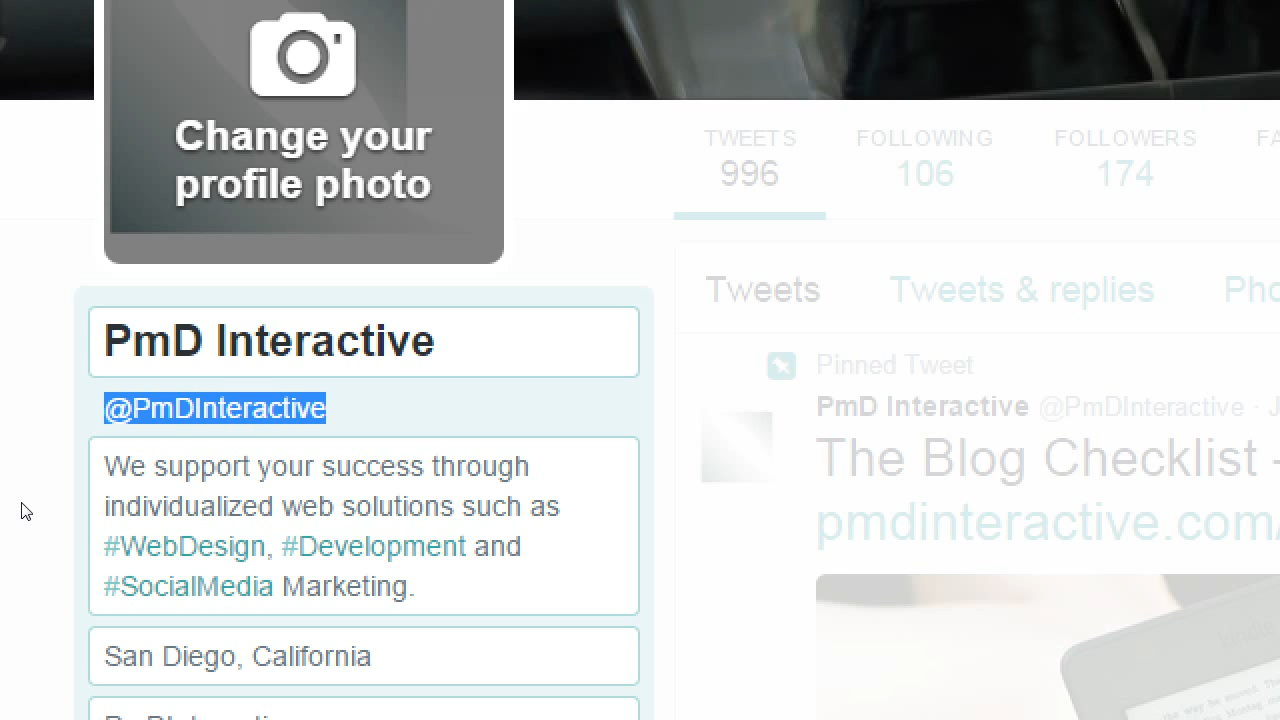 Change your
profile photo
TWEETS FOLLOWING FOLLOWERS
996 106 174
Tweets Tweets & replies
PmD Interactive
@PmDInteractive
We support your success through
individualized web solutions such as
#WebDesign, #Development and
#SocialMedia Marketing.
San Diego, California
Pinned Tweet
PmD Interactive @PmDInteractive ·
The Blog Checklist -
pmdinteractive.com/
kindle